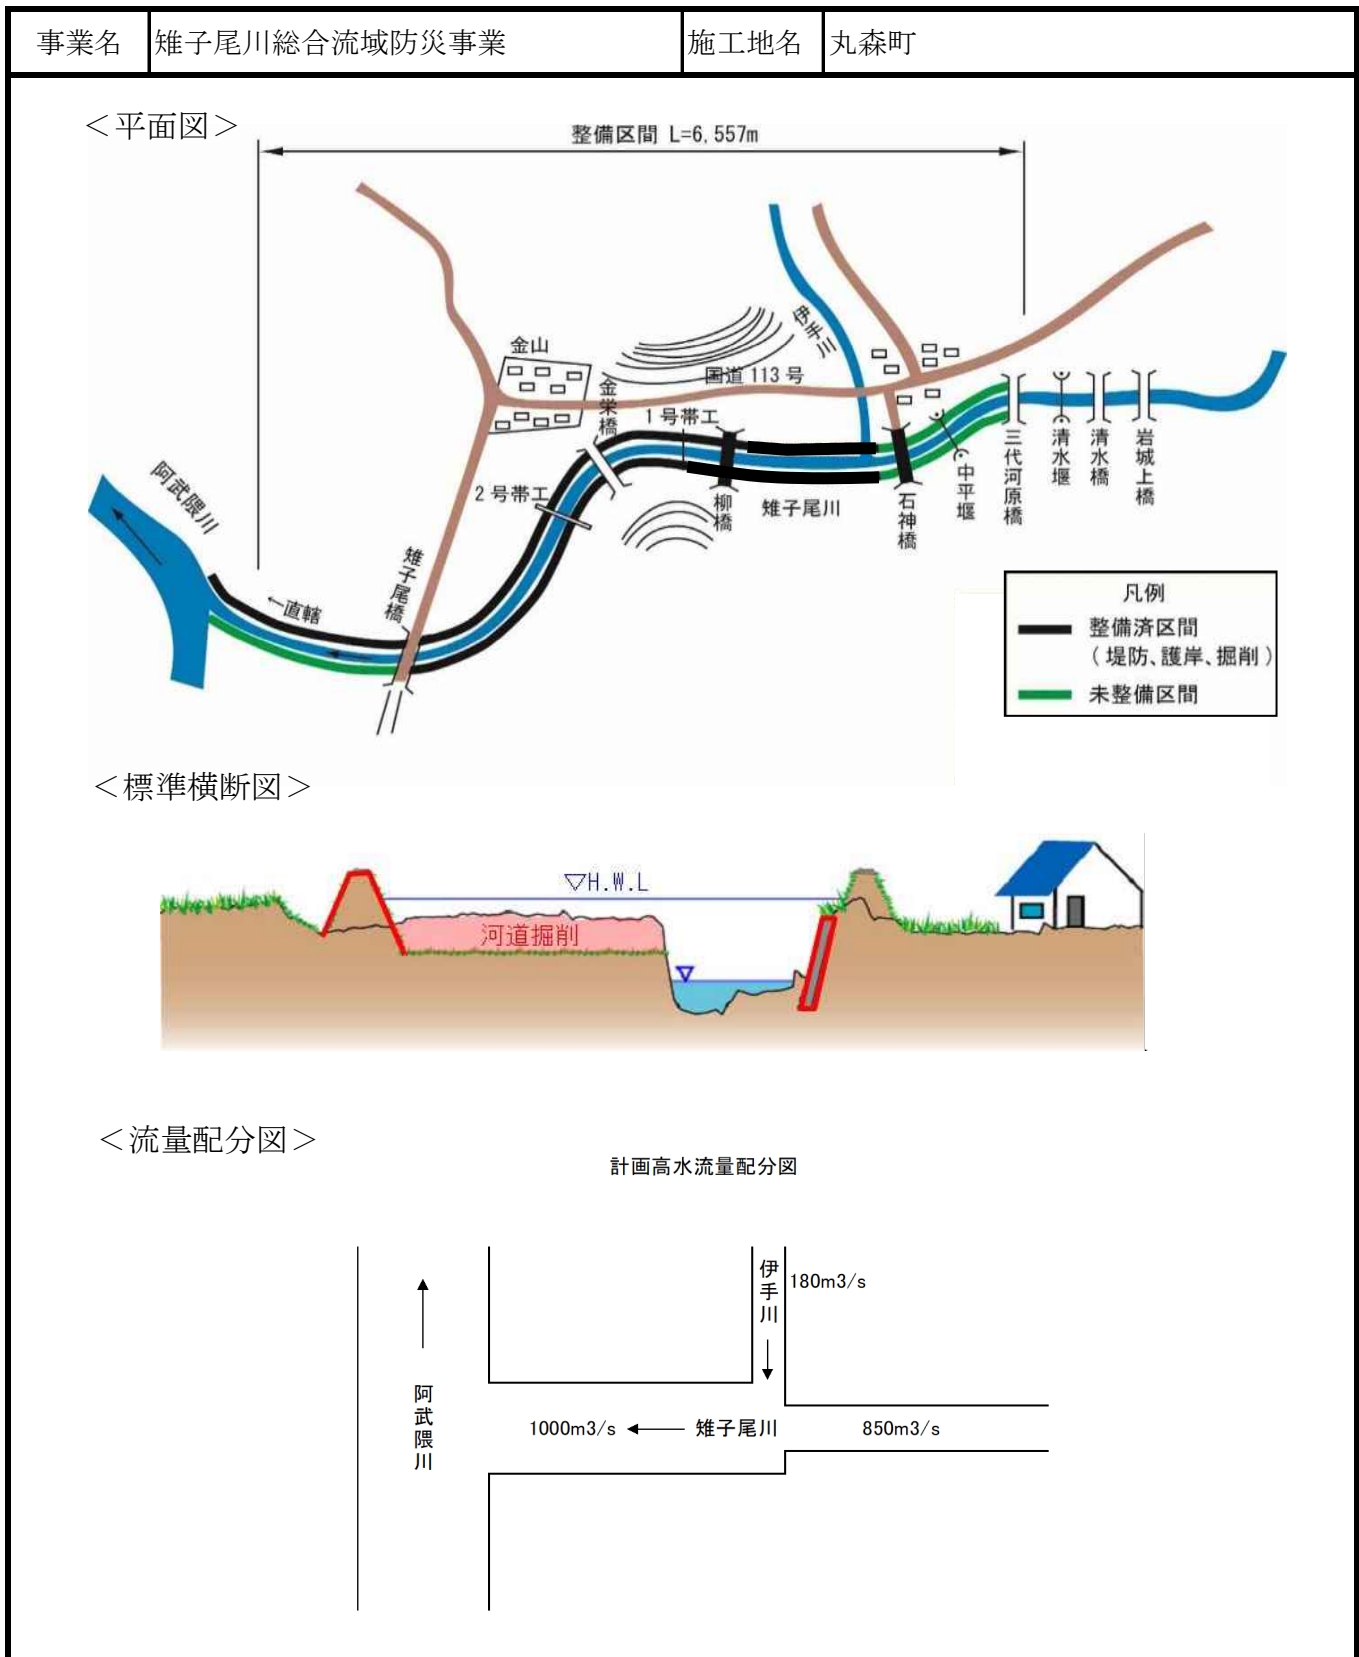 事業名 雉子尾川総合流域防災事業 施工地名 丸森町
＜平面図＞
整備区間 L=6,557m
伊手川
金山
国道113号
金栄橋
1号帯工
2号帯工
阿武隈川
雉子尾橋
←直轄
柳橋
雉子尾川
石神橋
中平堰
三代河原橋
清水堰
清水橋
岩城上橋
凡例
整備済区間
（堤防、護岸、掘削）
未整備区間
＜標準横断図＞
▽H.W.L
河道掘削
＜流量配分図＞
計画高水流量配分図
伊手川
180m3/s
阿武隈川
1000m3/s
雉子尾川
850m3/s